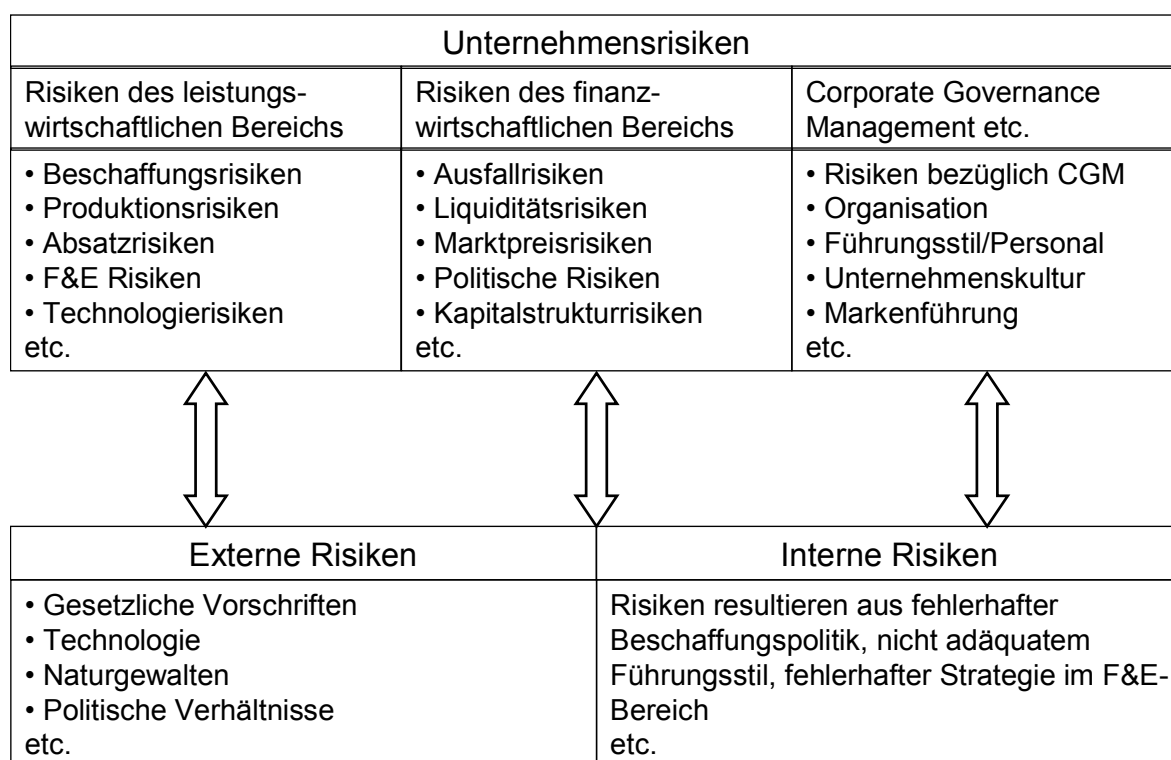 Unternehmensrisiken
Risiken des leistungs-
wirtschaftlichen Bereichs
Risiken des finanz-
wirtschaftlichen Bereichs
Corporate Governance
Management etc.
• Beschaffungsrisiken
• Produktionsrisiken
• Absatzrisiken
• F&E Risiken
• Technologierisiken
etc.
• Ausfallrisiken
• Liquiditätsrisiken
• Marktpreisrisiken
• Politische Risiken
• Kapitalstrukturrisiken
etc.
• Risiken bezüglich CGM
• Organisation
• Führungsstil/Personal
• Unternehmenskultur
• Markenführung
etc.
Externe Risiken
• Gesetzliche Vorschriften
• Technologie
• Naturgewalten
• Politische Verhältnisse
etc.
Interne Risiken
Risiken resultieren aus fehlerhafter
Beschaffungspolitik, nicht adäquatem
Führungsstil, fehlerhafter Strategie im F&E-
Bereich
etc.